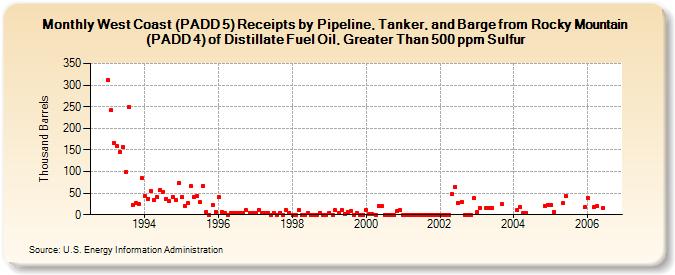 Monthly West Coast (PADD 5) Receipts by Pipeline, Tanker, and Barge from Rocky Mountain
(PADD 4) of Distillate Fuel Oil, Greater Than 500 ppm Sulfur
Thousand Barrels
350
300
250
200
150
100
50
0
1994 1996 1998 2000 2002 2004 2006
Source: U.S. Energy Information Administration